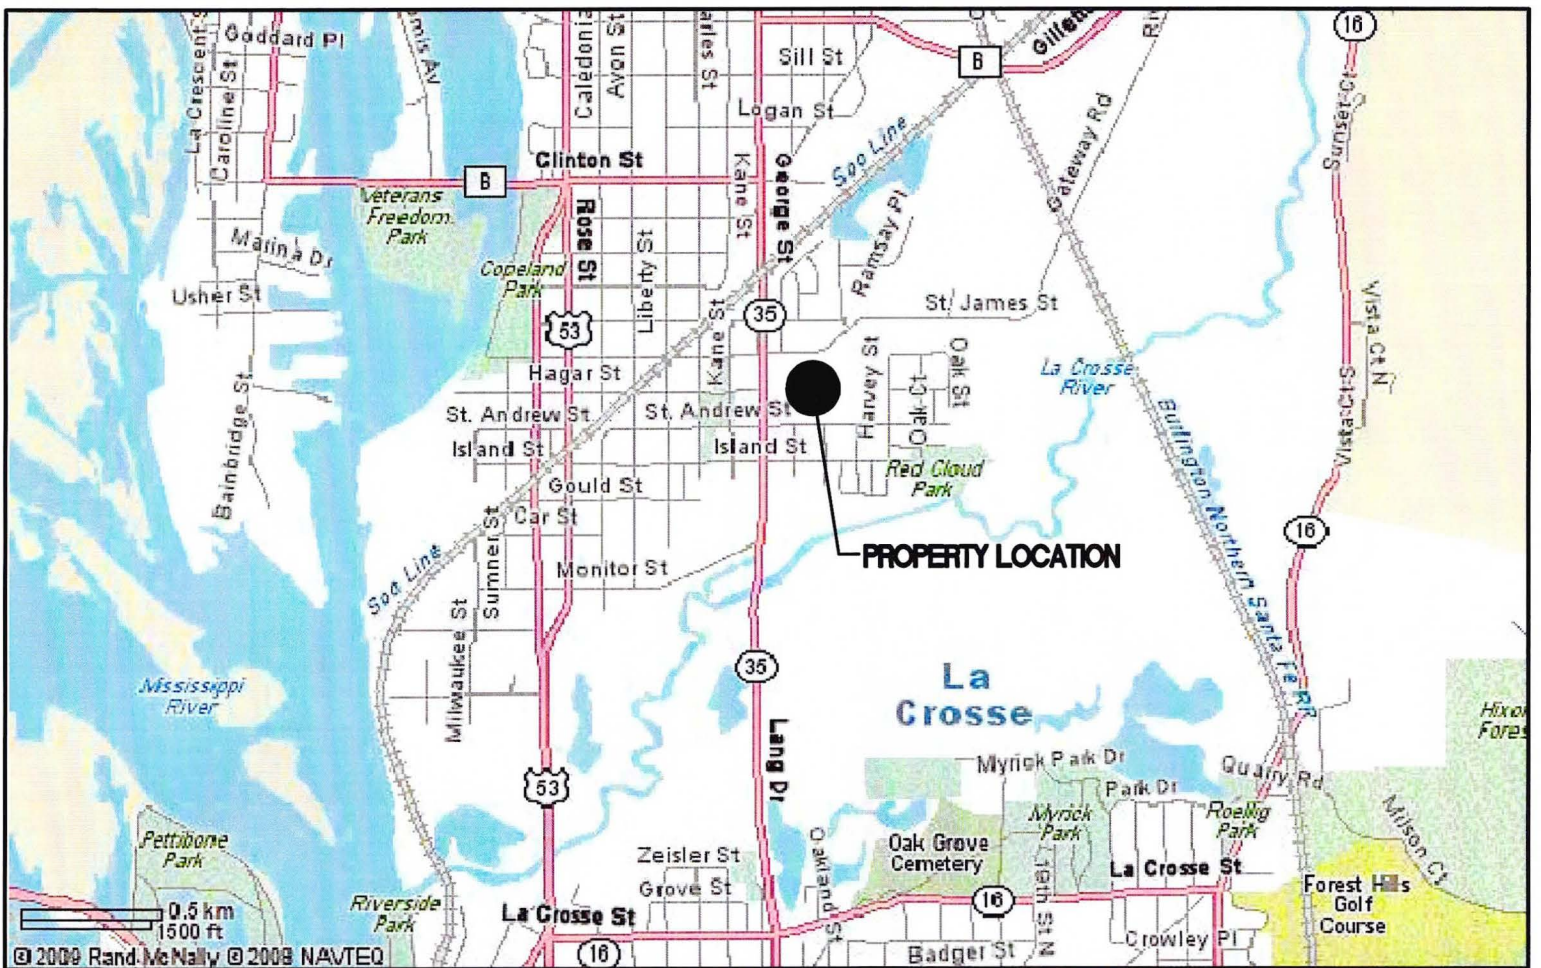 Goddard Pl
La Crescent St
Caroline St
Caledonia
Avon St
Sill St
Logan St
B
Gateway Rd
16
Sunset Ct
Clinton St
B
Kane St
George St
Soo Line
Ramsay Pl
Veterans
Freedom
Park
Marina Dr
Usher St
Copeland
Park
Rose St
Liberty St
53
35
St. James St
Vista Ct N
Vista Ct S
Bainbridge St
Hagar St
Kane St
Harvey St
Oak Ct
Oak St
La Crosse
River
St. Andrew St
St. Andrew St
Island St
Island St
Red Cloud
Park
Burlington Northern Santa Fe RR
Gould St
Car St
16
Soo Line
Sumner St
Monitor St
PROPERTY LOCATION
Milwaukee St
35
Mississippi
River
La
Crosse
Lang Dr
53
Myrick Park Dr
Quarry Rd
Park Dr
Myrick
Park
Roellig
Park
Milson Ct
Pettibone
Park
Zeisler St
Grove St
Oakland St
Oak Grove
Cemetery
La Crosse St
16
19th St N
Forest Hills
Golf
Course
Riverside
Park
La Crosse St
16
Badger St
Crowley Pl
0.5 km
1500 ft
© 2009 Rand McNally © 2008 NAVTEQ